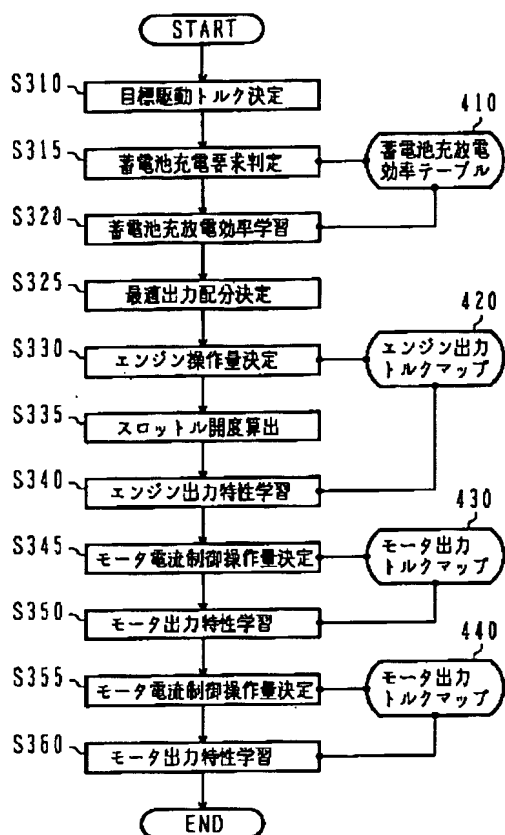 START
S310
目標駆動トルク決定
410
S315
蓄電池充電要求判定
蓄電池充放電
効率テーブル
S320
蓄電池充放電効率学習
S325
最適出力配分決定
420
S330
エンジン操作量決定
エンジン出力
トルクマップ
S335
スロットル開度算出
S340
エンジン出力特性学習
430
S345
モータ電流制御操作量決定
モータ出力
トルクマップ
S350
モータ出力特性学習
440
S355
モータ電流制御操作量決定
モータ出力
トルクマップ
S360
モータ出力特性学習
END